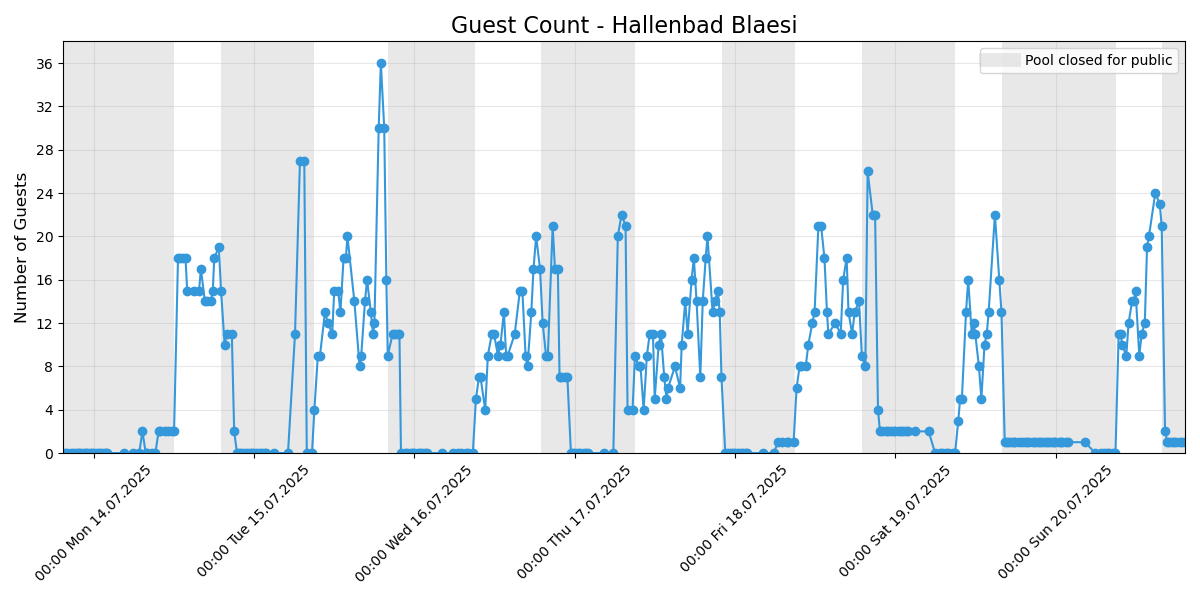 Guest Count - Hallenbad Blaesi
Pool closed for public
Number of Guests
36
32
28
24
20
16
12
8
4
0
00:00 Mon 14.07.2025
00:00 Tue 15.07.2025
00:00 Wed 16.07.2025
00:00 Thu 17.07.2025
00:00 Fri 18.07.2025
00:00 Sat 19.07.2025
00:00 Sun 20.07.2025